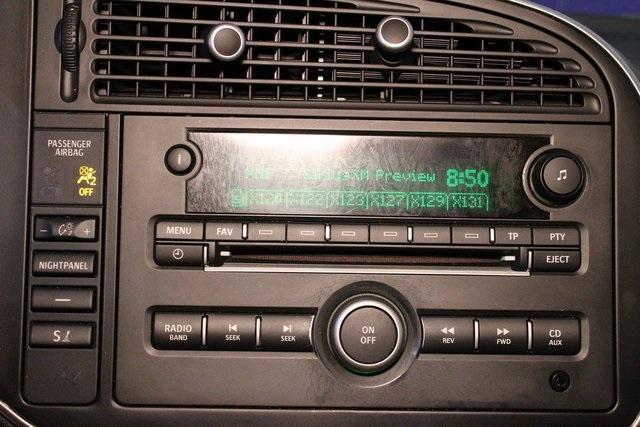 PASSENGER
AIRBAG
2
OFF
- +
NIGHTPANEL
S
i
SiriusXM Preview 8:50
X120 X122 X123 X127 X129 X131
MENU FAV TP PTY
EJECT
RADIO
BAND
SEEK
SEEK
ON
OFF
REV
FWD
CD
AUX